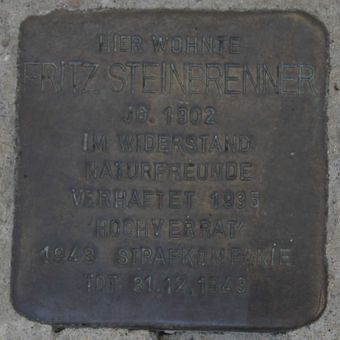 HIER WOHNTE
FRITZ STEINBRENNER
JG. 1902
IM WIDERSTAND
NATURFREUNDE
VERHAFTET 1935
'HOCHVERRAT'
1943 STRAFKOMPANIE
TOT 31.12.1943